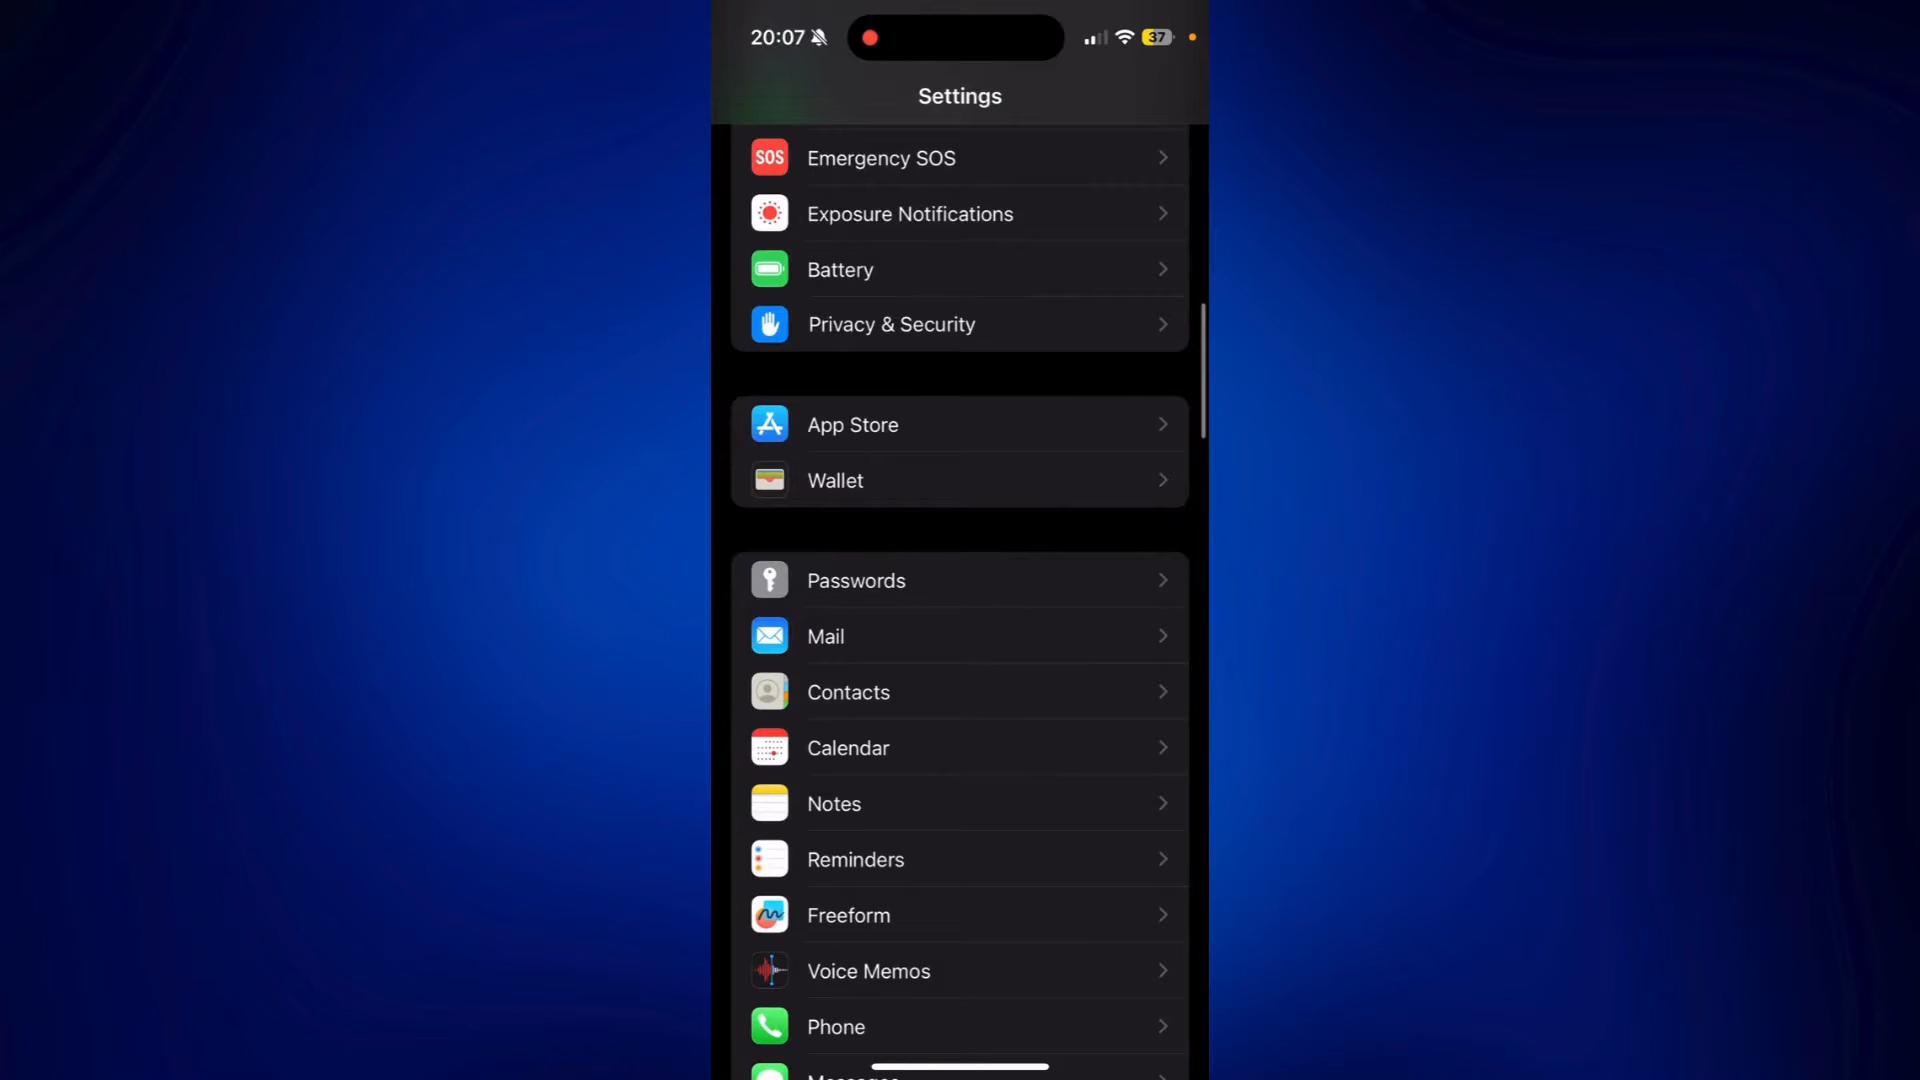 20:07
37
Settings
SOS Emergency SOS
Exposure Notifications
Battery
Privacy & Security
App Store
Wallet
Passwords
Mail
Contacts
Calendar
Notes
Reminders
Freeform
Voice Memos
Phone